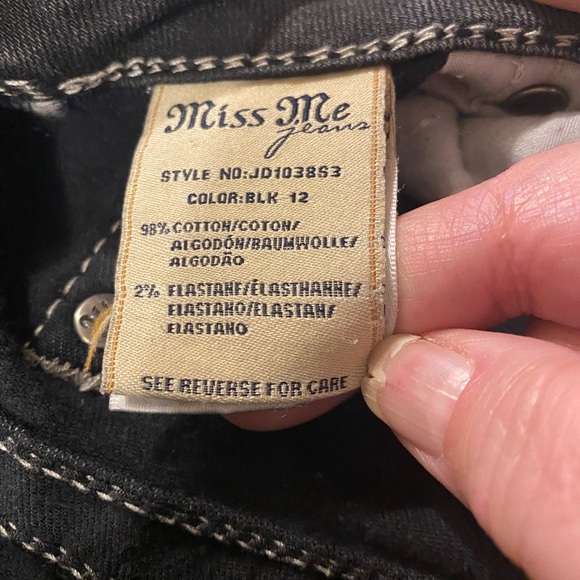 Miss Me
jeans
STYLE NO:JD1038S3
COLOR:BLK 12
98% COTTON/COTON/
ALGODÓN/BAUMWOLLE/
ALGODÃO
2% ELASTANE/ÉLASTHANNE/
ELASTANO/ELASTAN/
ELASTANO
SEE REVERSE FOR CARE